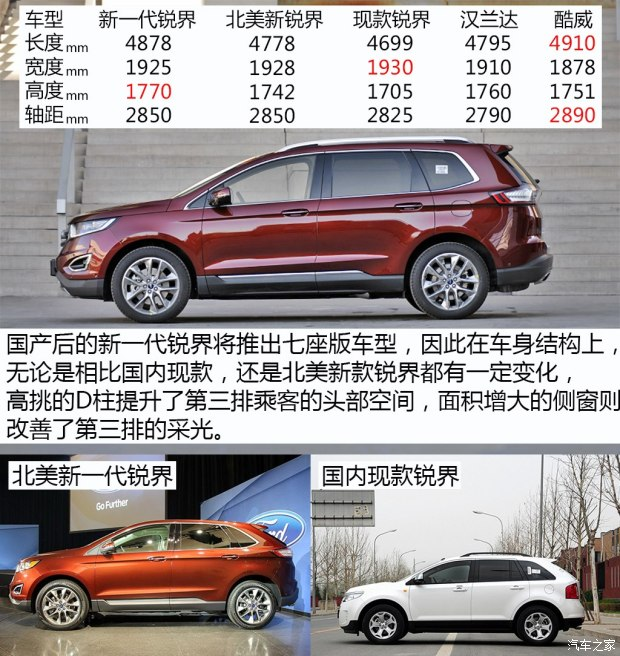 车型 新一代锐界 北美新锐界 现款锐界 汉兰达 酷威
长度mm 4878 4778 4699 4795 4910
宽度mm 1925 1928 1930 1910 1878
高度mm 1770 1742 1705 1760 1751
轴距mm 2850 2850 2825 2790 2890
国产后的新一代锐界将推出七座版车型，因此在车身结构上，
无论是相比国内现款，还是北美新款锐界都有一定变化，
高挑的D柱提升了第三排乘客的头部空间，面积增大的侧窗则
改善了第三排的采光。
北美新一代锐界
国内现款锐界
Go Further
Ford
汽车之家